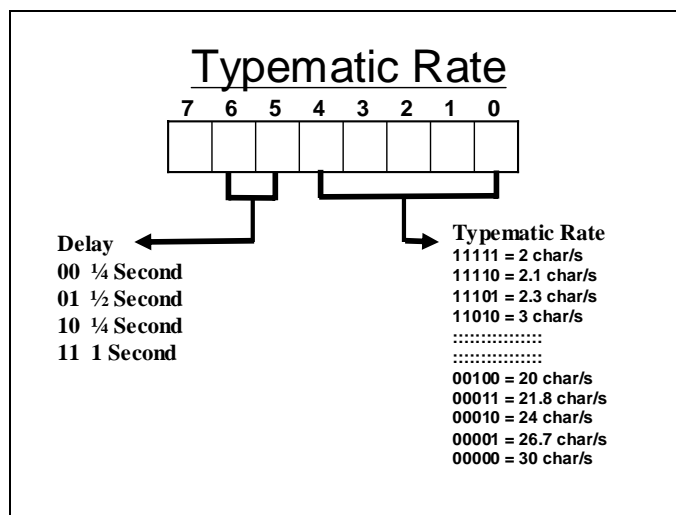 Typematic Rate
7 6 5 4 3 2 1 0
Delay
00 ¼ Second
01 ½ Second
10 ¼ Second
11 1 Second
Typematic Rate
11111 = 2 char/s
11110 = 2.1 char/s
11101 = 2.3 char/s
11010 = 3 char/s
::::::::::::::::
::::::::::::::::
00100 = 20 char/s
00011 = 21.8 char/s
00010 = 24 char/s
00001 = 26.7 char/s
00000 = 30 char/s